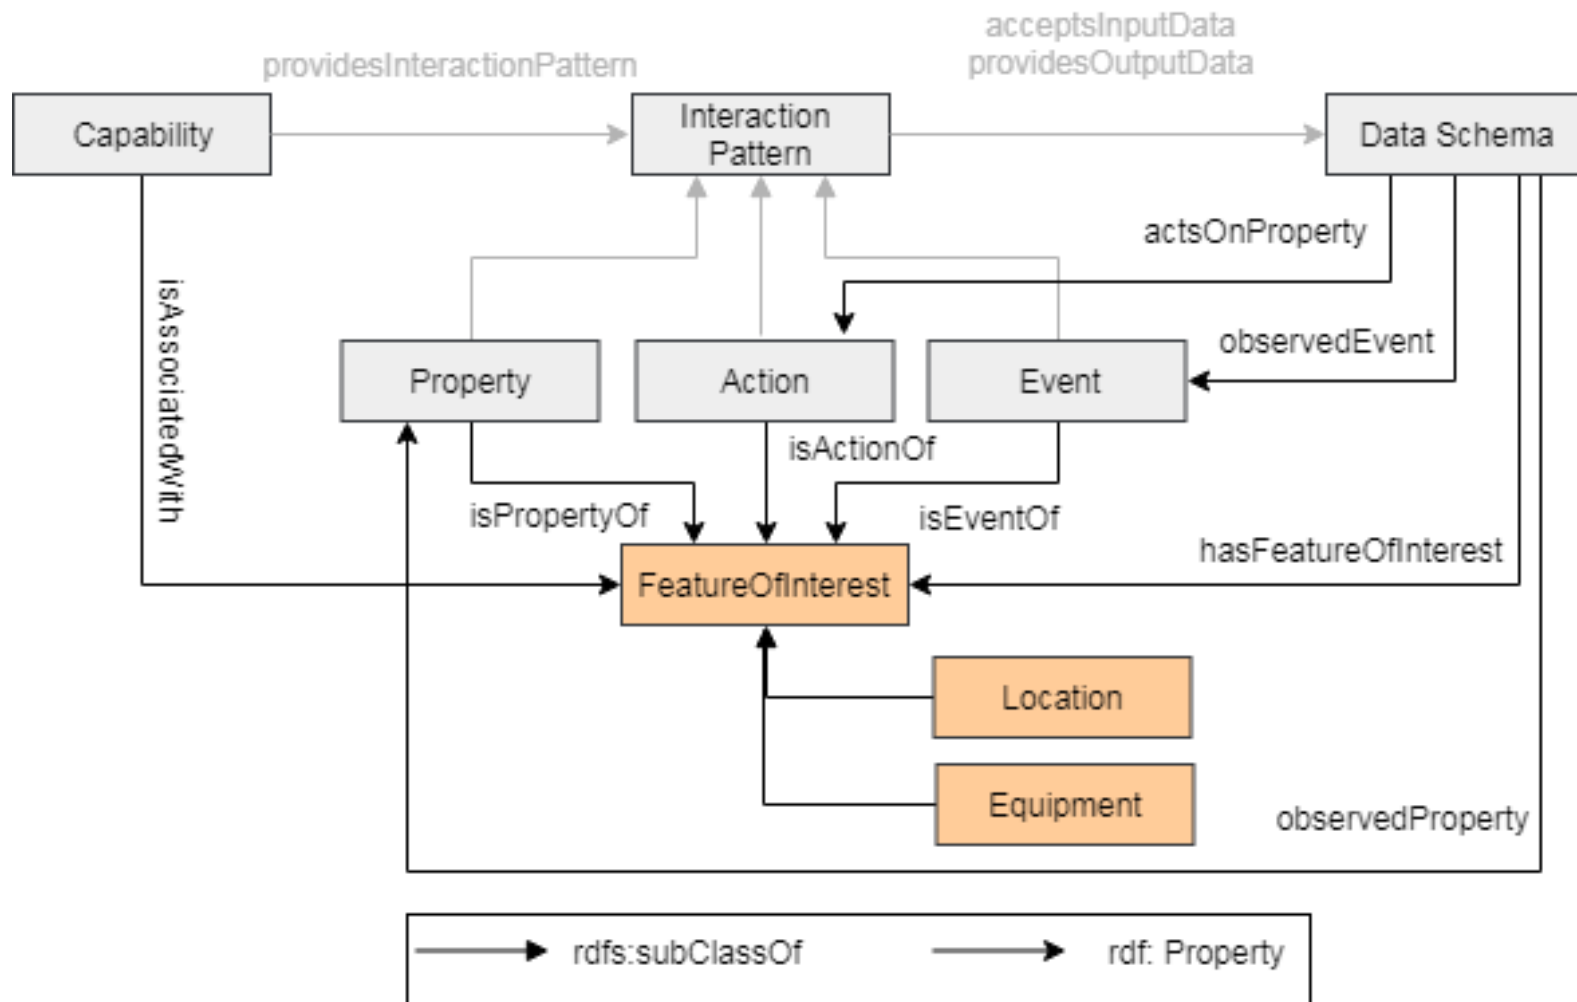 acceptsInputData
providesInteractionPattern
providesOutputData
Capability
Interaction
Pattern
Data Schema
actsOnProperty
isAssociatedWith
observedEvent
Property
Action
Event
isActionOf
isPropertyOf
isEventOf
hasFeatureOfInterest
FeatureOfInterest
Location
Equipment
observedProperty
rdfs:subClassOf
rdf: Property